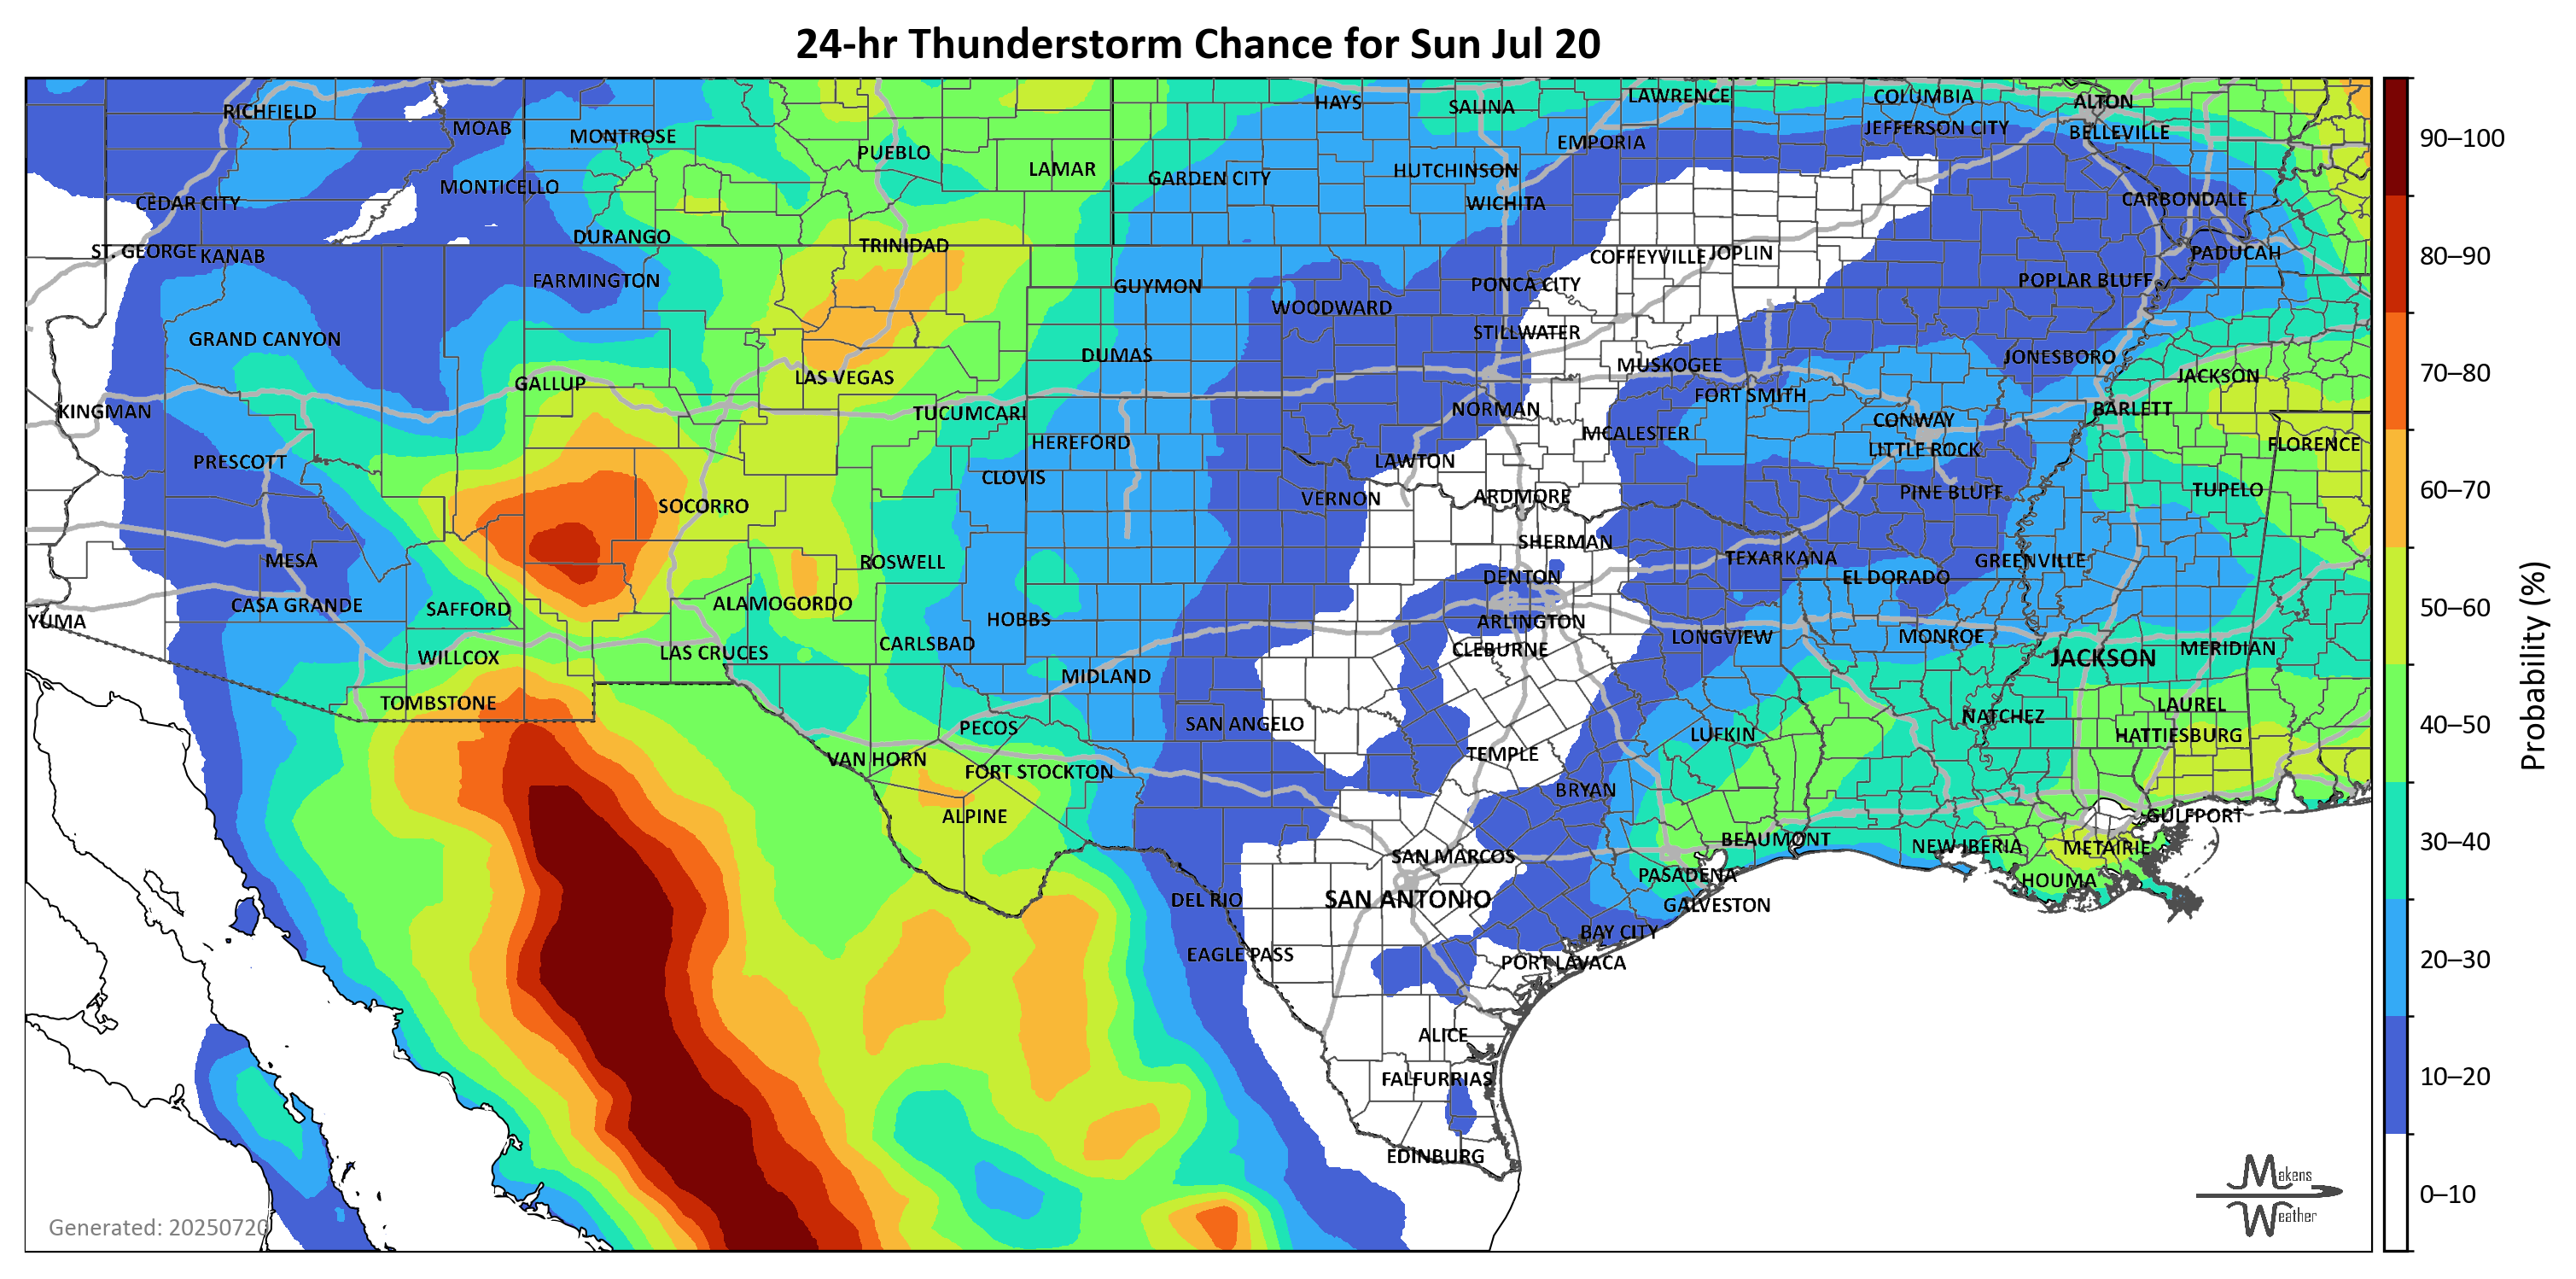 24-hr Thunderstorm Chance for Sun Jul 20
RICHFIELD
MOAB
MONTROSE
PUEBLO
LAMAR
HAYS
SALINA
LAWRENCE
COLUMBIA
ALTON
EMPORIA
JEFFERSON CITY
BELLEVILLE
MONTICELLO
GARDEN CITY
HUTCHINSON
CEDAR CITY
WICHITA
CARBONDALE
ST. GEORGE
KANAB
DURANGO
TRINIDAD
COFFEYVILLE
JOPLIN
PADUCAH
FARMINGTON
GUYMON
PONCA CITY
POPLAR BLUFF
WOODWARD
GRAND CANYON
STILLWATER
DUMAS
MUSKOGEE
JONESBORO
GALLUP
LAS VEGAS
FORT SMITH
JACKSON
KINGMAN
TUCUMCARI
NORMAN
CONWAY
BARLETT
HEREFORD
MCALESTER
LITTLE ROCK
FLORENCE
PRESCOTT
CLOVIS
LAWTON
SOCORRO
VERNON
ARDMORE
PINE BLUFF
TUPELO
MESA
ROSWELL
SHERMAN
TEXARKANA
GREENVILLE
DENTON
EL DORADO
CASA GRANDE
SAFFORD
ALAMOGORDO
YUMA
HOBBS
ARLINGTON
WILLCOX
LAS CRUCES
CARLSBAD
CLEBURNE
LONGVIEW
MONROE
JACKSON
MERIDIAN
MIDLAND
TOMBSTONE
PECOS
SAN ANGELO
NATCHEZ
LAUREL
VAN HORN
FORT STOCKTON
TEMPLE
LUFKIN
HATTIESBURG
ALPINE
BRYAN
GULFPORT
SAN MARCOS
BEAUMONT
NEW IBERIA
METAIRIE
DEL RIO
SAN ANTONIO
PASADENA
HOUMA
GALVESTON
EAGLE PASS
BAY CITY
PORT LAVACA
ALICE
FALFURRIAS
EDINBURG
Generated: 20250720
Makens
Weather
90–100
80–90
70–80
60–70
50–60
40–50
30–40
20–30
10–20
0–10
Probability (%)